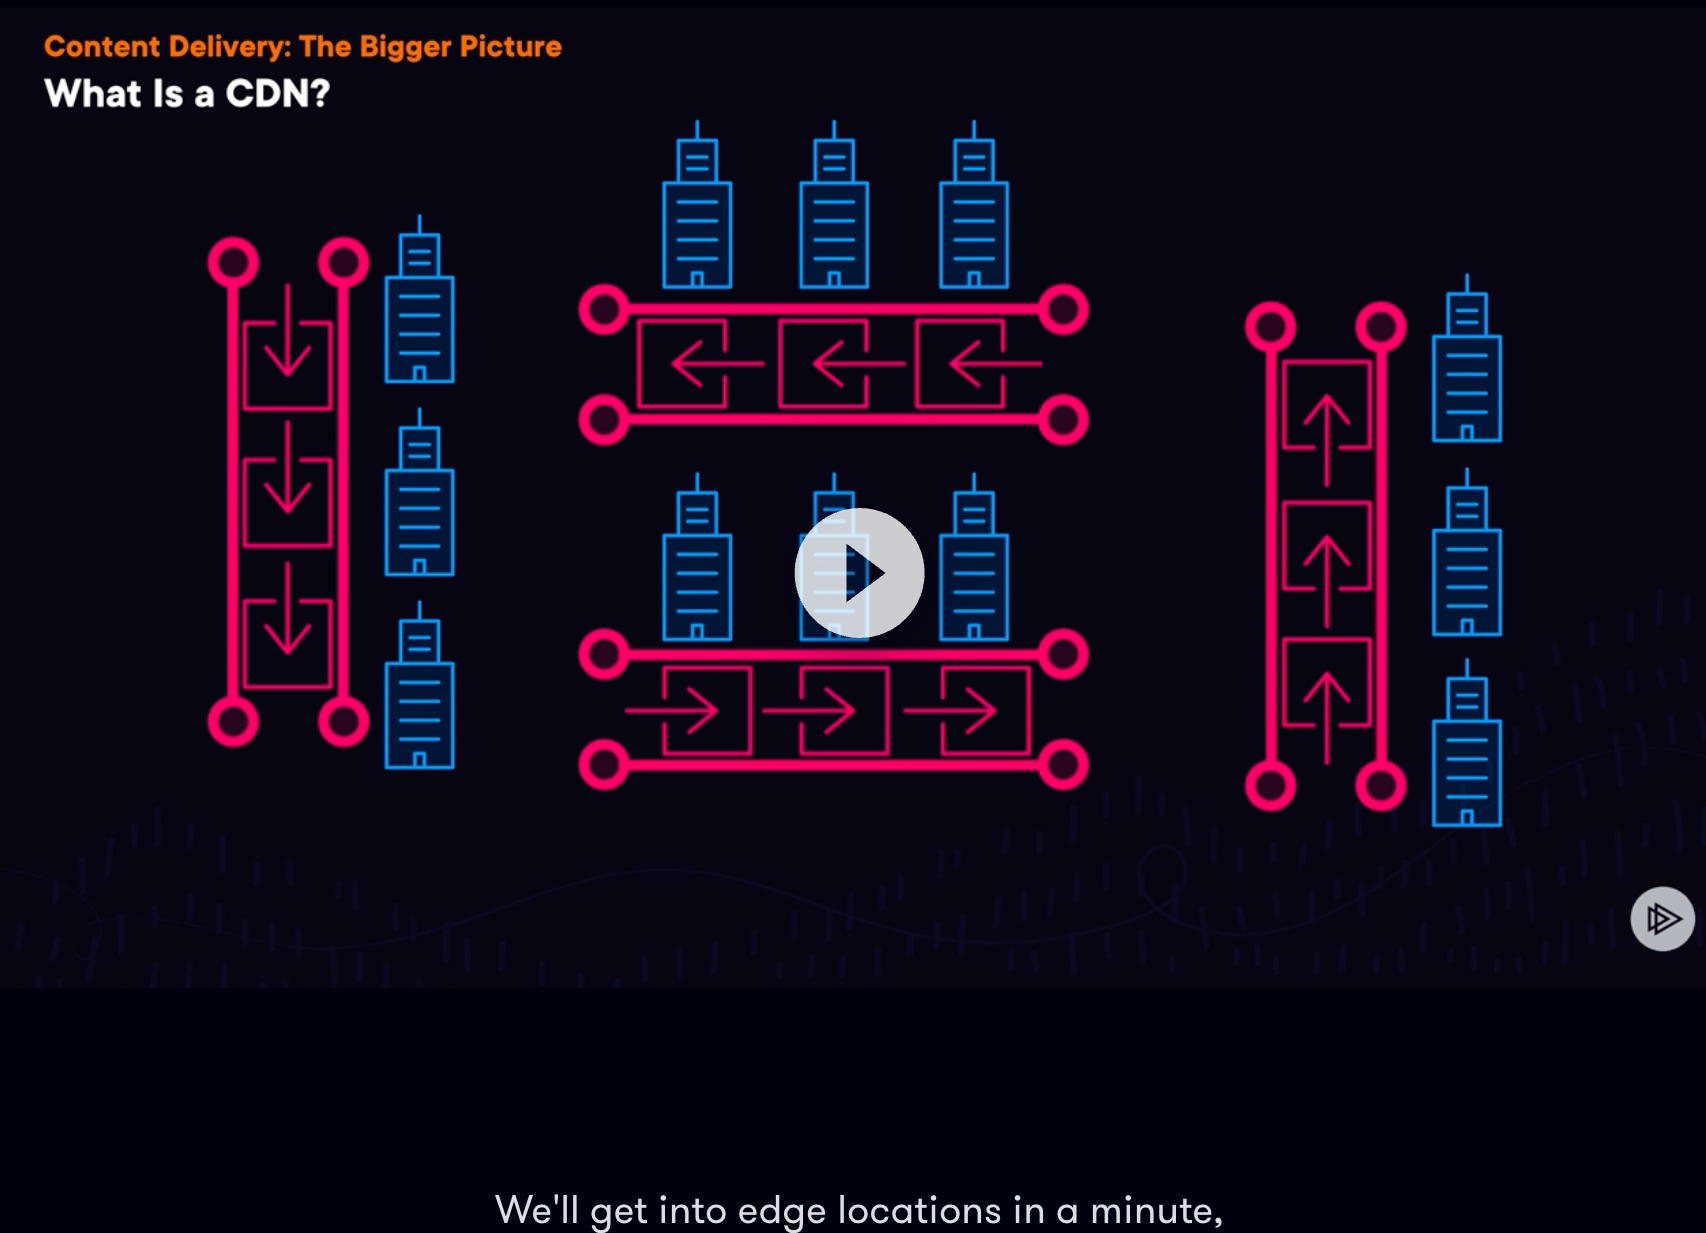 Content Delivery: The Bigger Picture
What Is a CDN?
We'll get into edge locations in a minute,